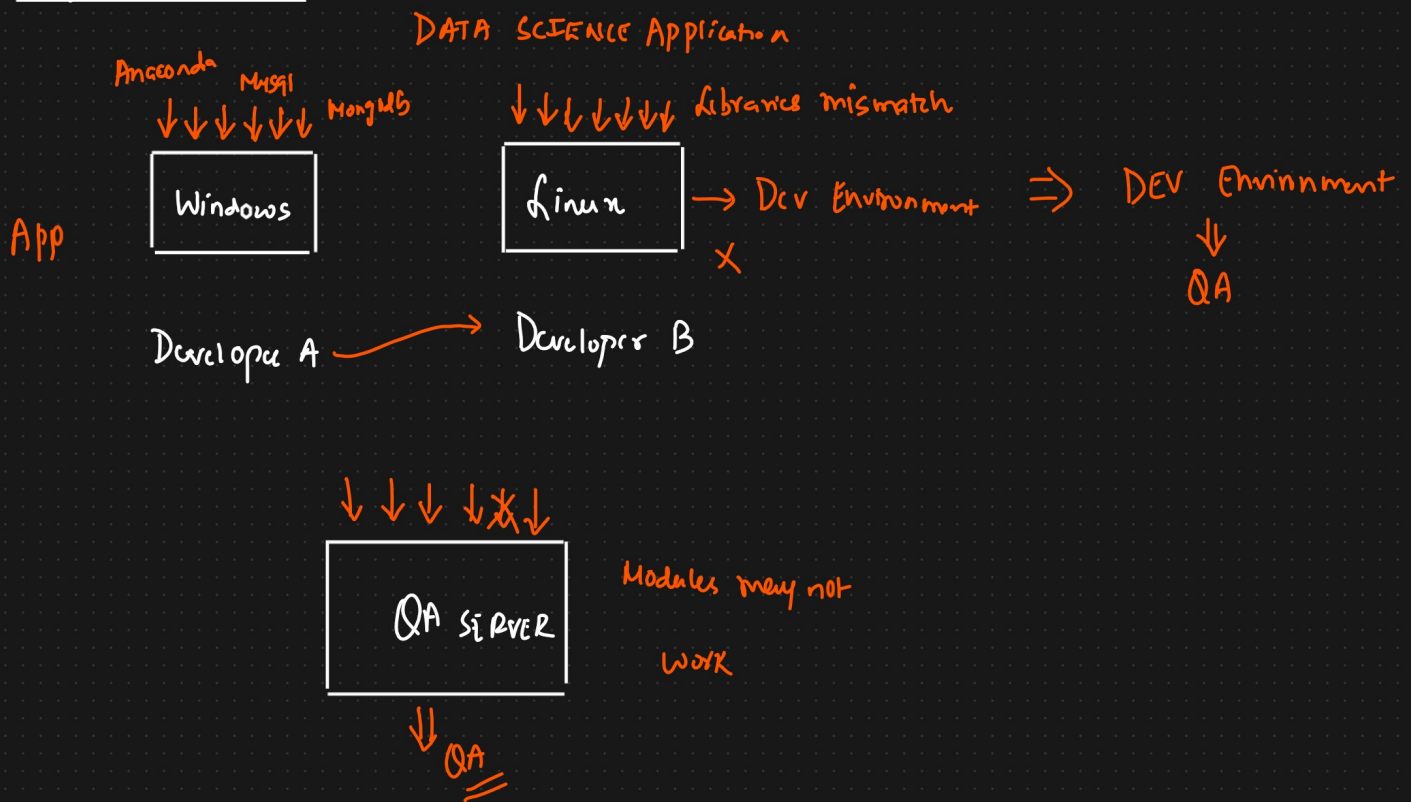 DATA SCIENCE Application
Anaconda
Mysql
MongMb
Libraries mismatch
Windows
Linux
Dev Environment
DEV Environment
App
X
QA
Developer A
Developer B
QA SERVER
Modules may not
work
QA